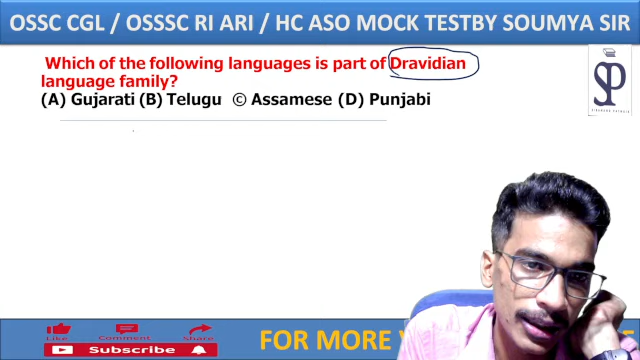 OSSC CGL / OSSSC RI ARI / HC ASO MOCK TESTBY SOUMYA SIR
Which of the following languages is part of Dravidian
language family?
(A) Gujarati (B) Telugu © Assamese (D) Punjabi
SP
Like
Comment
Share
Subscribe
FOR MORE V
E